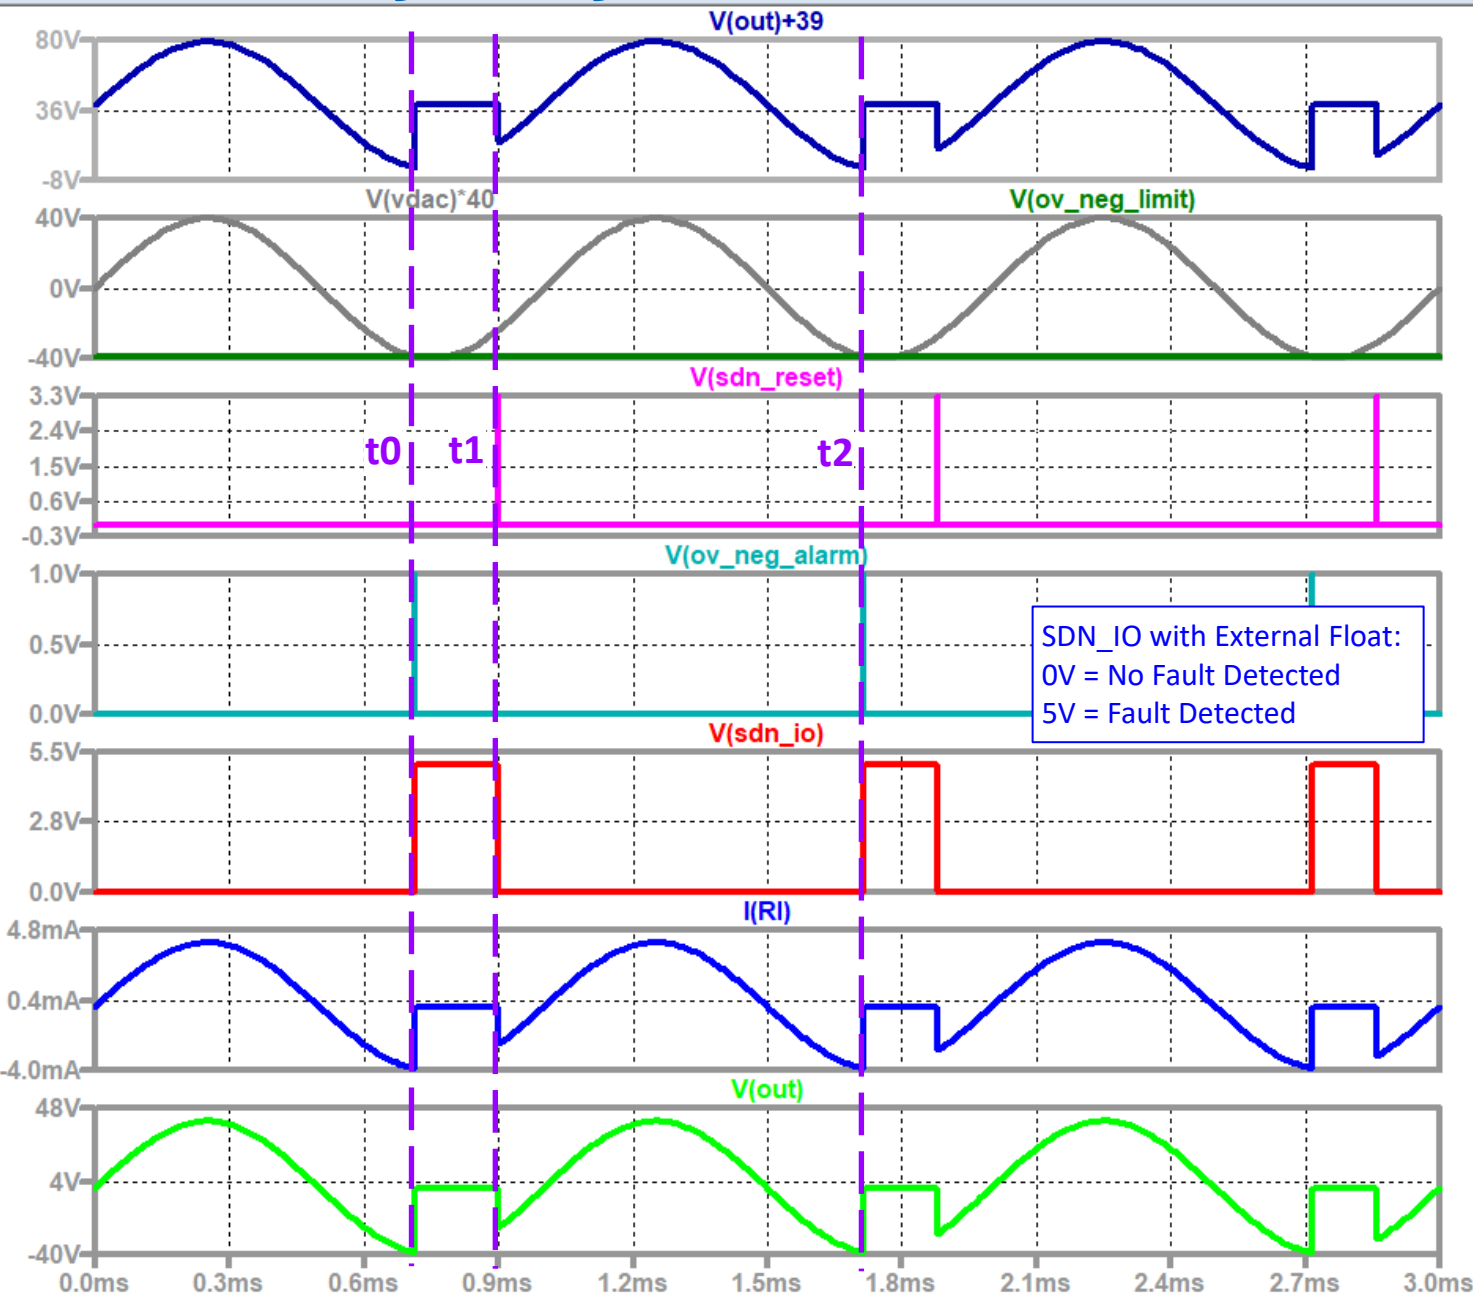 V(out)+39
80V
36V
-8V
V(vdac)*40
V(ov_neg_limit)
40V
0V
-40V
V(sdn_reset)
3.3V
2.4V
1.5V
0.6V
-0.3V
t0
t1
t2
V(ov_neg_alarm)
1.0V
0.5V
0.0V
SDN_IO with External Float:
0V = No Fault Detected
5V = Fault Detected
V(sdn_io)
5.5V
2.8V
0.0V
I(RI)
4.8mA
0.4mA
-4.0mA
V(out)
48V
4V
-40V
0.0ms 0.3ms 0.6ms 0.9ms 1.2ms 1.5ms 1.8ms 2.1ms 2.4ms 2.7ms 3.0ms